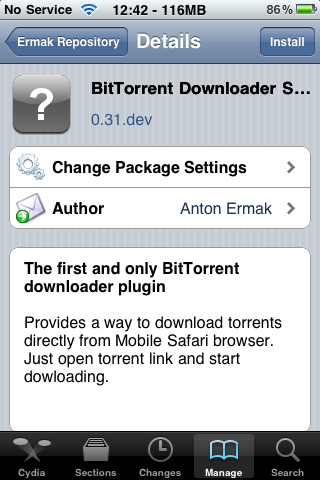 No Service 12:42 - 116MB 86%
Ermak Repository Details Install
?
BitTorrent Downloader S...
0.31.dev
Change Package Settings
Author Anton Ermak
The first and only BitTorrent
downloader plugin
Provides a way to download torrents
directly from Mobile Safari browser.
Just open torrent link and start
dowloading.
Cydia Sections Changes Manage Search